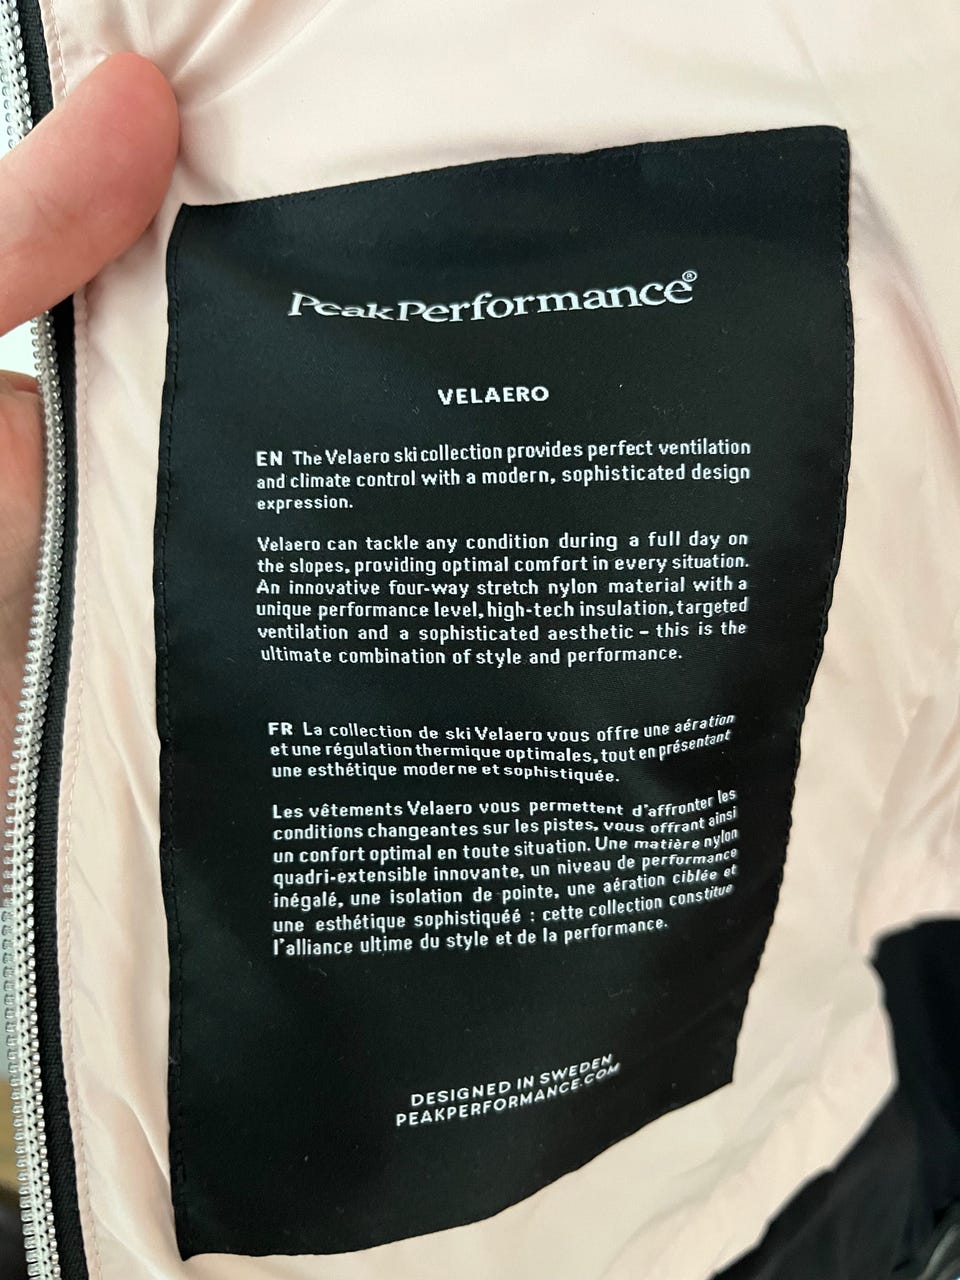 PeakPerformance®
VELAERO
EN The Velaero ski collection provides perfect ventilation
and climate control with a modern, sophisticated design
expression.
Velaero can tackle any condition during a full day on
the slopes, providing optimal comfort in every situation.
An innovative four-way stretch nylon material with a
unique performance level, high-tech insulation, targeted
ventilation and a sophisticated aesthetic – this is the
ultimate combination of style and performance.
FR La collection de ski Velaero vous offre une aération
et une régulation thermique optimales, tout en présentant
une esthétique moderne et sophistiquée.
Les vêtements Velaero vous permettent d'affronter les
conditions changeantes sur les pistes, vous offrant ainsi
un confort optimal en toute situation. Une matière nylon
quadri-extensible innovante, un niveau de performance
inégalé, une isolation de pointe, une aération ciblée et
une esthétique sophistiquéé : cette collection constitue
l'alliance ultime du style et de la performance.
DESIGNED IN SWEDEN
PEAKPERFORMANCE.COM